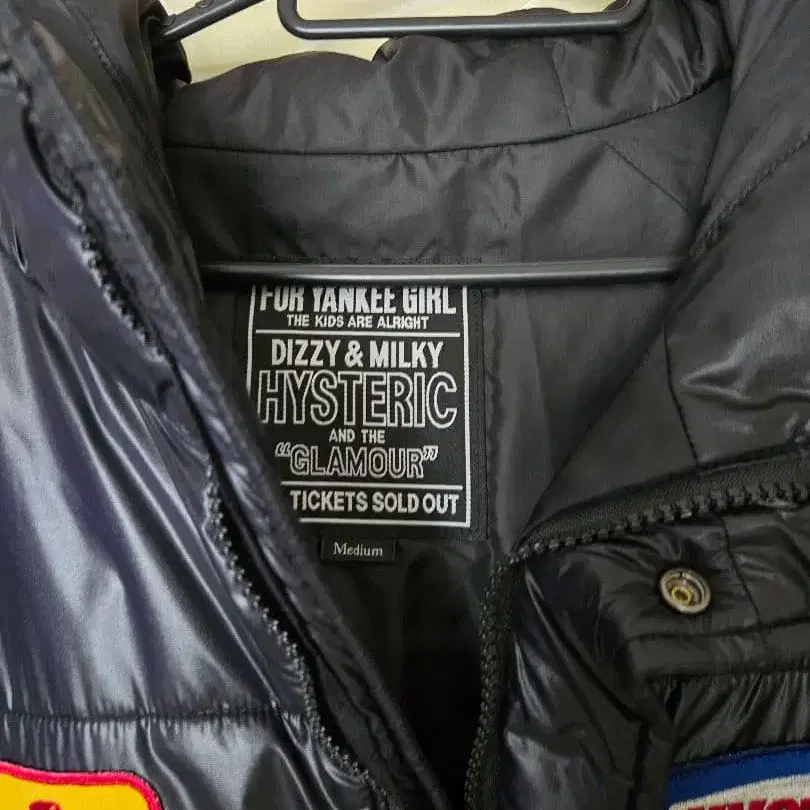 FOR YANKEE GIRL
THE KIDS ARE ALRIGHT
DIZZY & MILKY
HYSTERIC
AND THE
"GLAMOUR"
TICKETS SOLD OUT
Medium